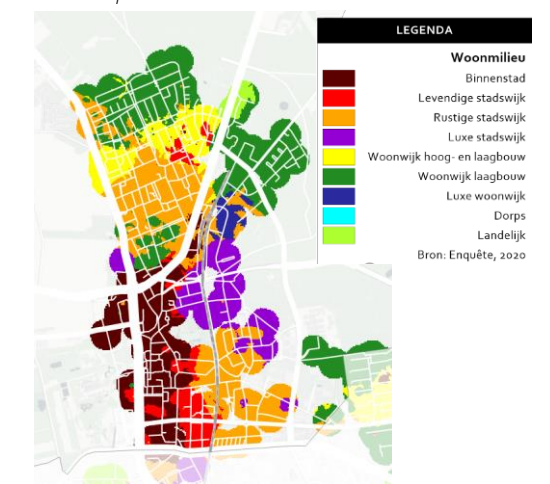 LEGENDA
Woonmilieu
Binnenstad
Levendige stadswijk
Rustige stadswijk
Luxe stadswijk
Woonwijk hoog- en laagbouw
Woonwijk laagbouw
Luxe woonwijk
Dorps
Landelijk
Bron: Enquête, 2020